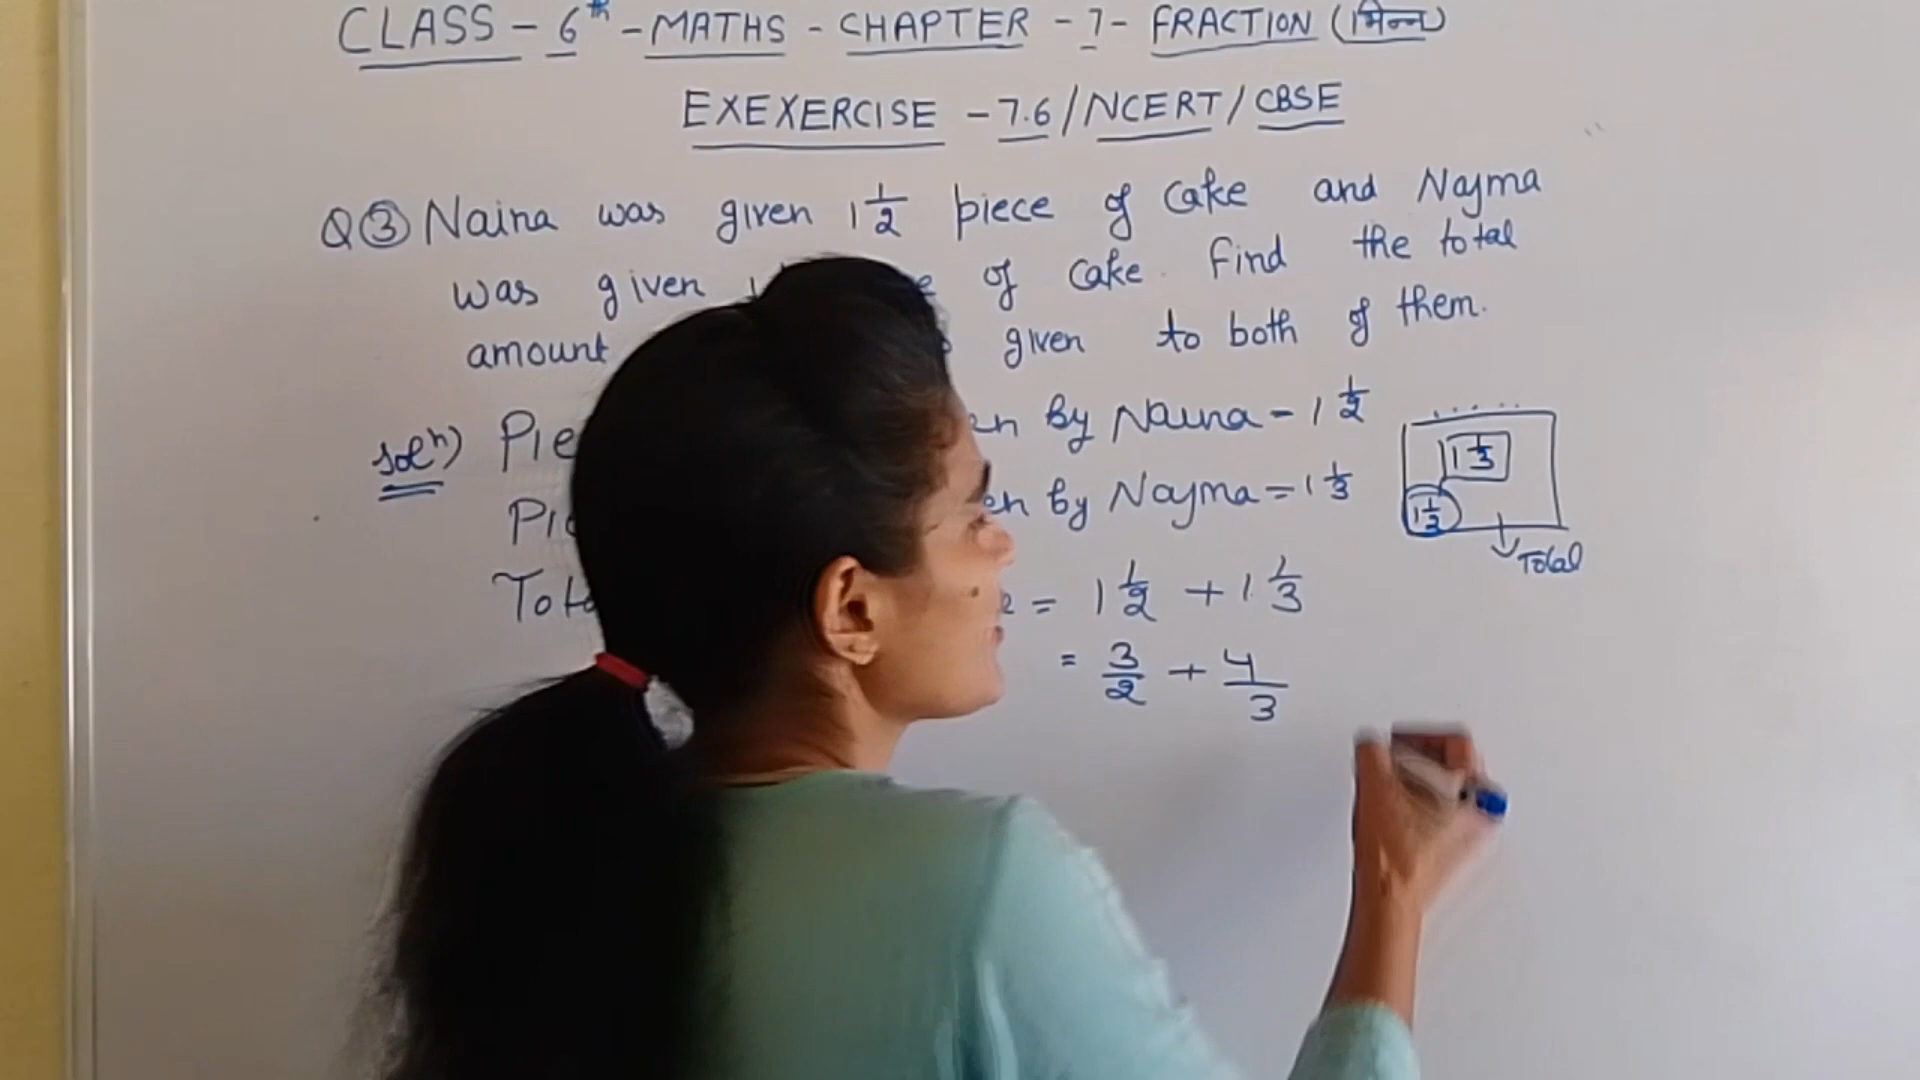 CLASS - 6th - MATHS - CHAPTER - 7 - FRACTION (भिन्न)
EXEXERCISE - 7.6 / NCERT / CBSE
Q③ Naina was given 1 1/2 piece of Cake and Najma
was given of Cake. Find the total
amount given to both of them.
Soln) by Naina - 1 1/2
by Najma = 1 1/3
= 1 1/2 + 1 1/3
= 3/2 + 4/3
1 1/3
1 1/2
Total